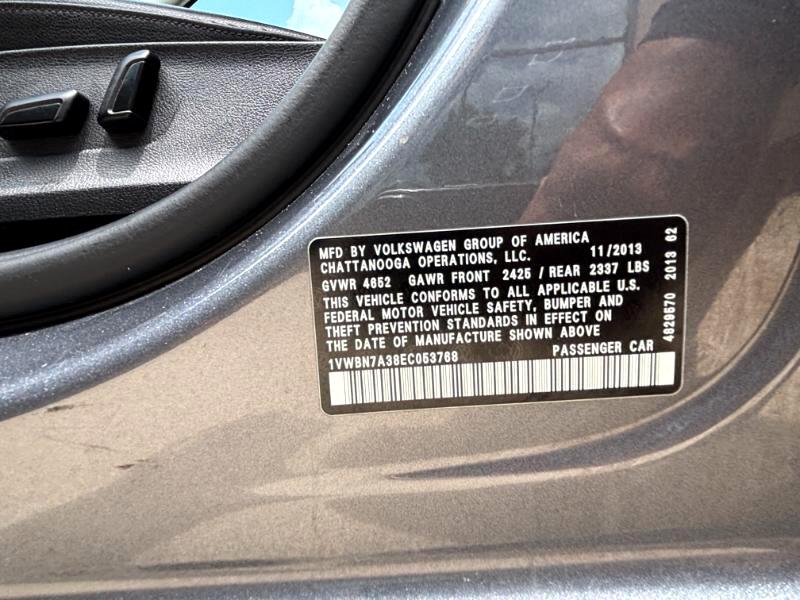 MFD BY VOLKSWAGEN GROUP OF AMERICA
CHATTANOOGA OPERATIONS, LLC. 11/2013
GVWR 4652 GAWR FRONT 2425 / REAR 2337 LBS
THIS VEHICLE CONFORMS TO ALL APPLICABLE U.S.
FEDERAL MOTOR VEHICLE SAFETY, BUMPER AND
THEFT PREVENTION STANDARDS IN EFFECT ON
THE DATE OF MANUFACTURE SHOWN ABOVE
1VWBN7A38EC053768 PASSENGER CAR
4829570 2013 62